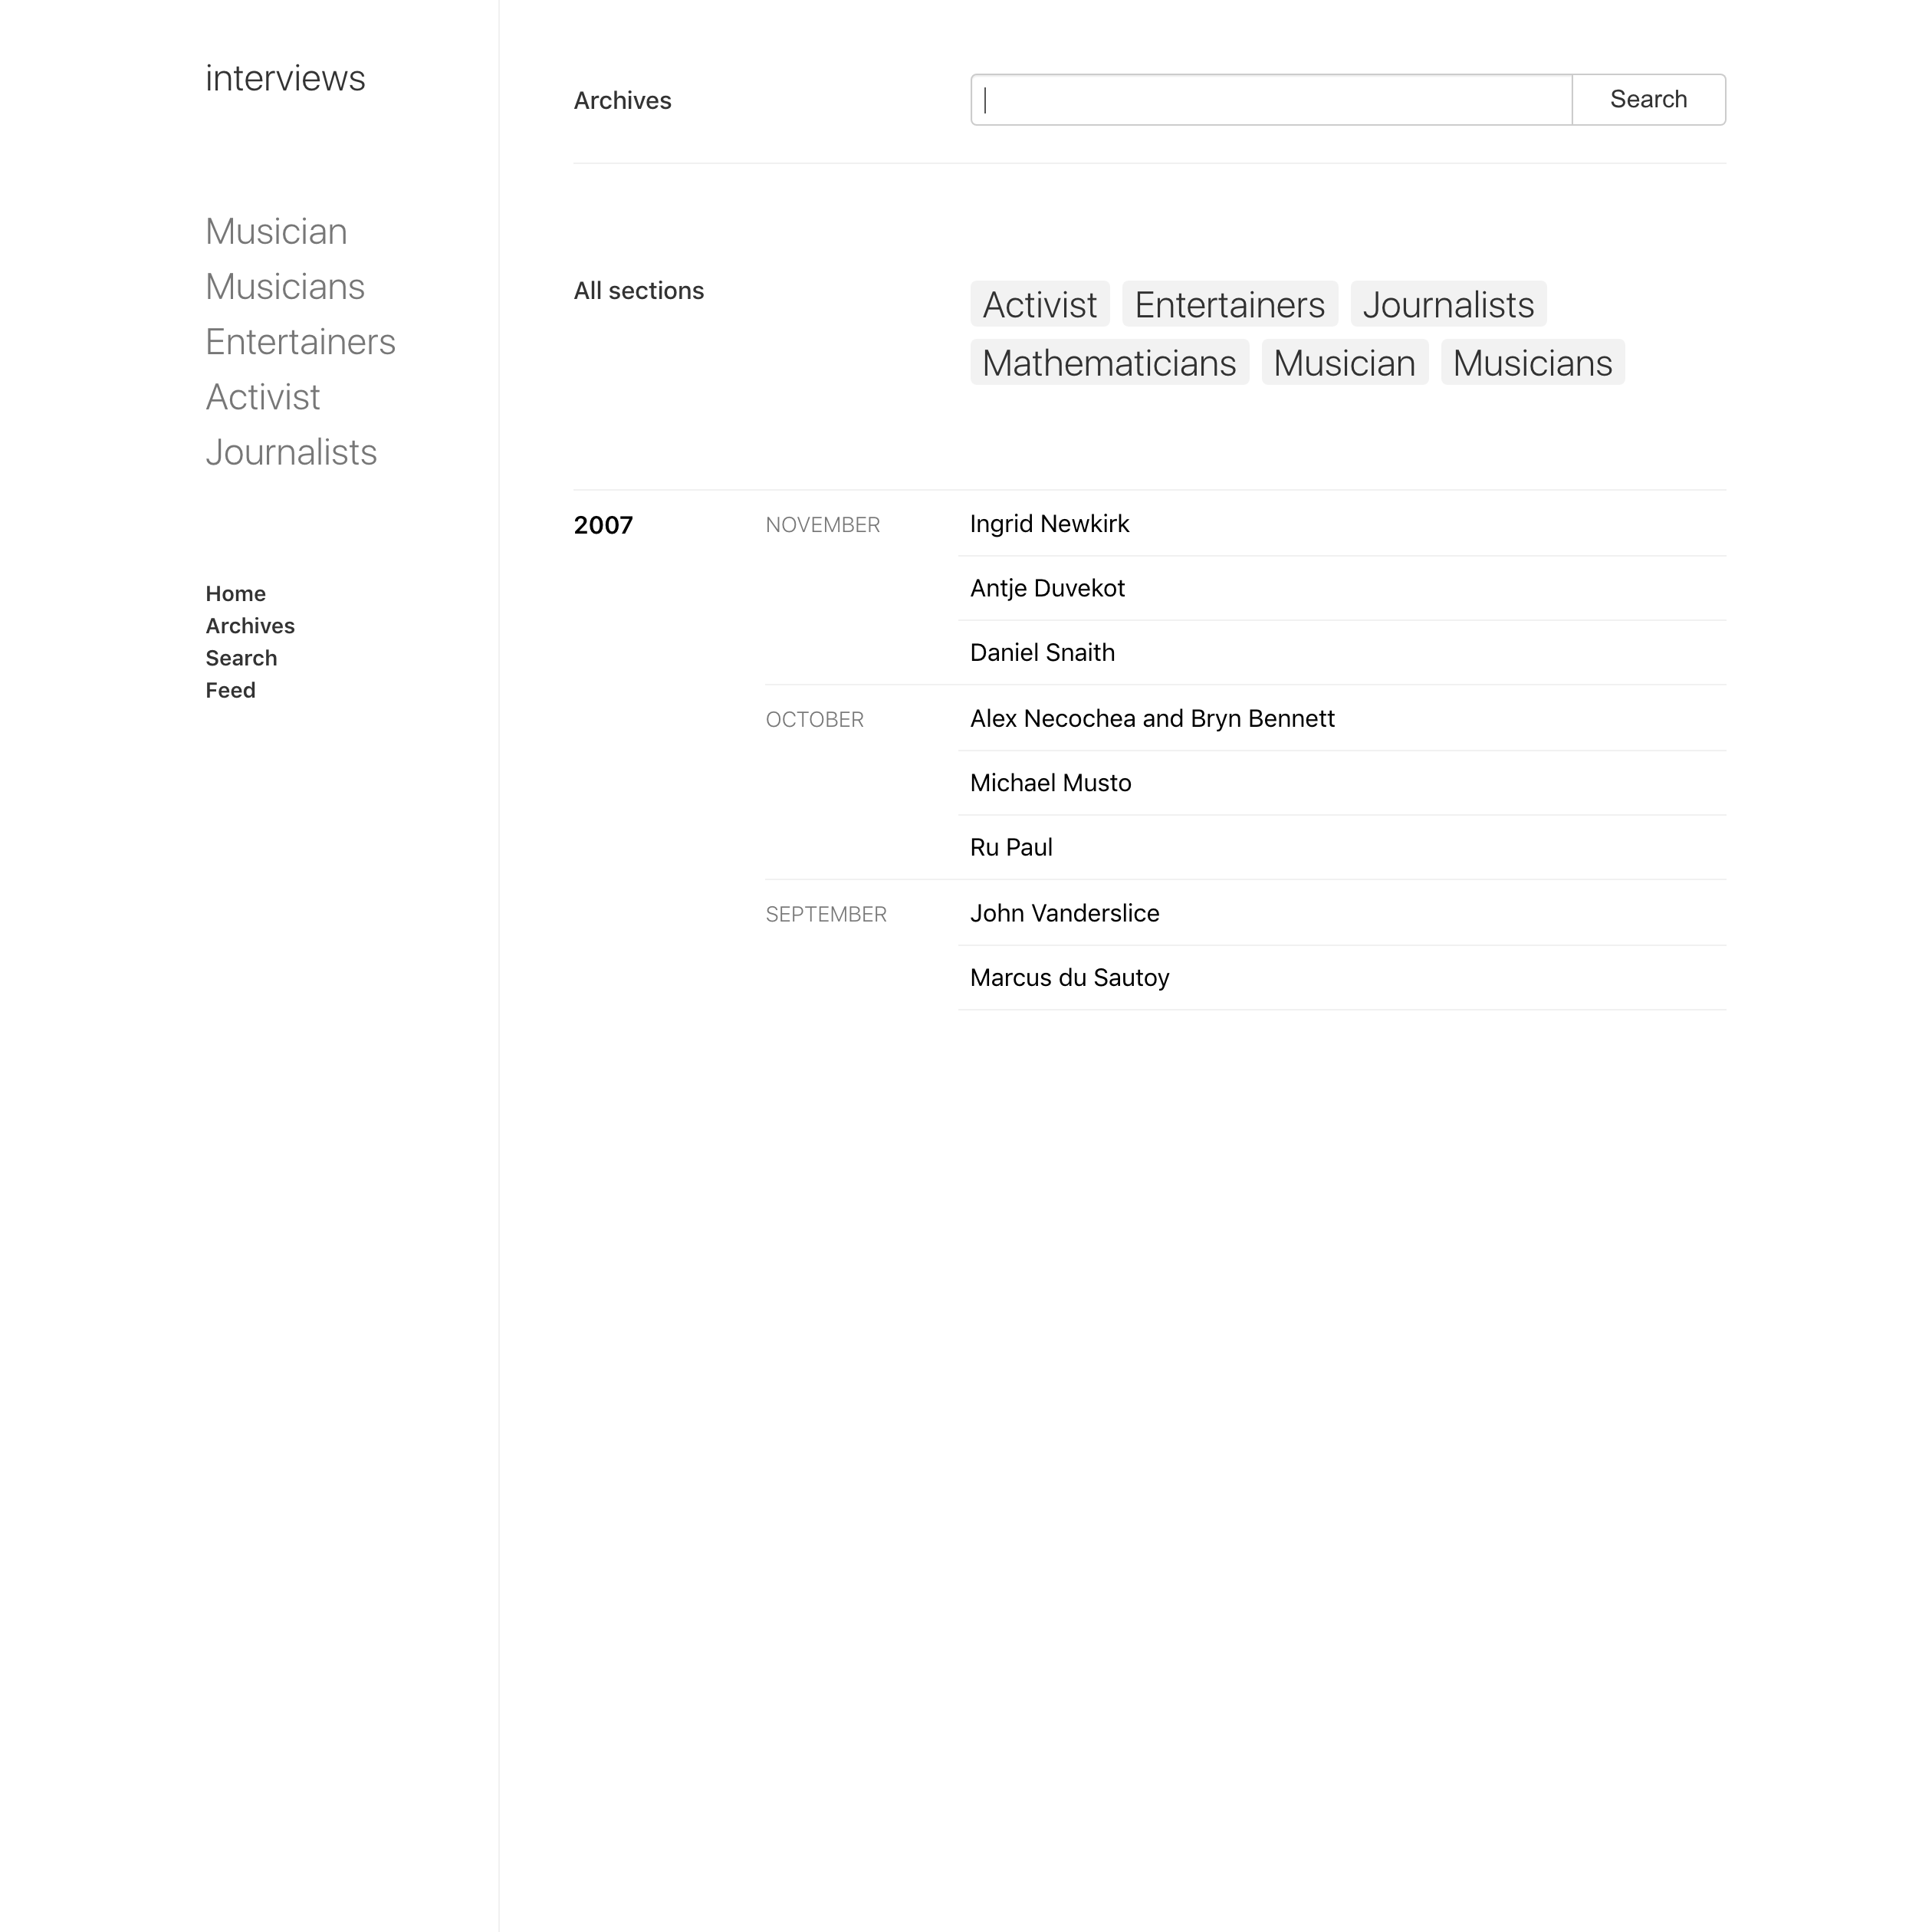 interviews
Musician
Musicians
Entertainers
Activist
Journalists
Home
Archives
Search
Feed
Archives
Search
All sections
Activist Entertainers Journalists
Mathematicians Musician Musicians
2007 NOVEMBER Ingrid Newkirk
Antje Duvekot
Daniel Snaith
OCTOBER Alex Necochea and Bryn Bennett
Michael Musto
Ru Paul
SEPTEMBER John Vanderslice
Marcus du Sautoy